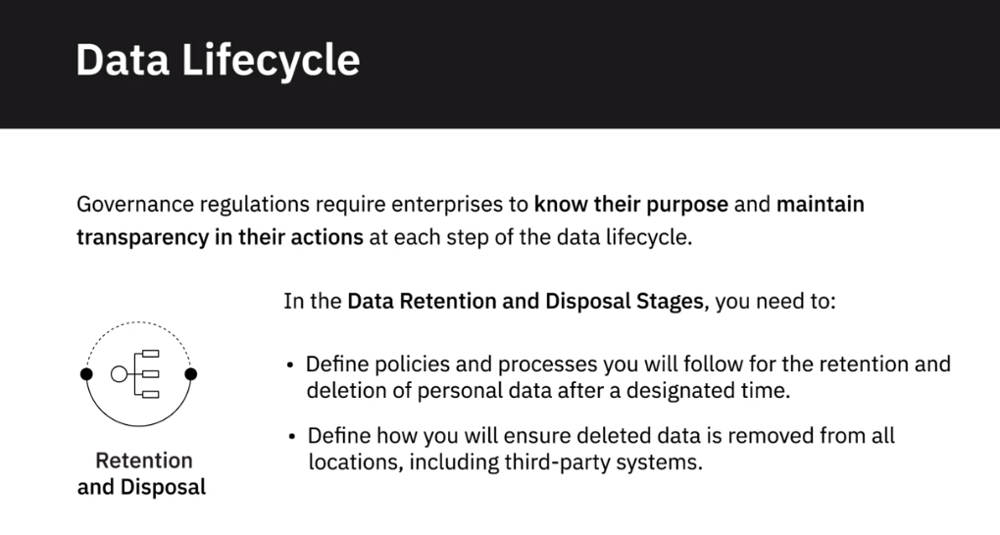 Data Lifecycle
Governance regulations require enterprises to know their purpose and maintain
transparency in their actions at each step of the data lifecycle.
In the Data Retention and Disposal Stages, you need to:
• Define policies and processes you will follow for the retention and
deletion of personal data after a designated time.
• Define how you will ensure deleted data is removed from all
locations, including third-party systems.
Retention
and Disposal